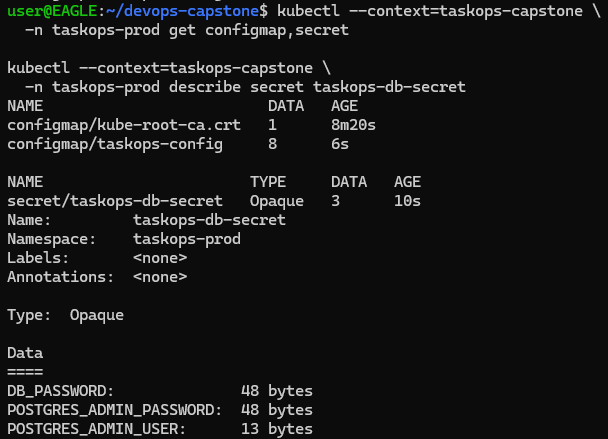 user@EAGLE:~/devops-capstone$ kubectl --context=taskops-capstone \
  -n taskops-prod get configmap,secret

kubectl --context=taskops-capstone \
  -n taskops-prod describe secret taskops-db-secret
NAME                         DATA   AGE
configmap/kube-root-ca.crt   1      8m20s
configmap/taskops-config     8      6s

NAME                       TYPE     DATA   AGE
secret/taskops-db-secret   Opaque   3      10s
Name:         taskops-db-secret
Namespace:    taskops-prod
Labels:       <none>
Annotations:  <none>

Type:  Opaque

Data
====
DB_PASSWORD:              48 bytes
POSTGRES_ADMIN_PASSWORD:  48 bytes
POSTGRES_ADMIN_USER:      13 bytes